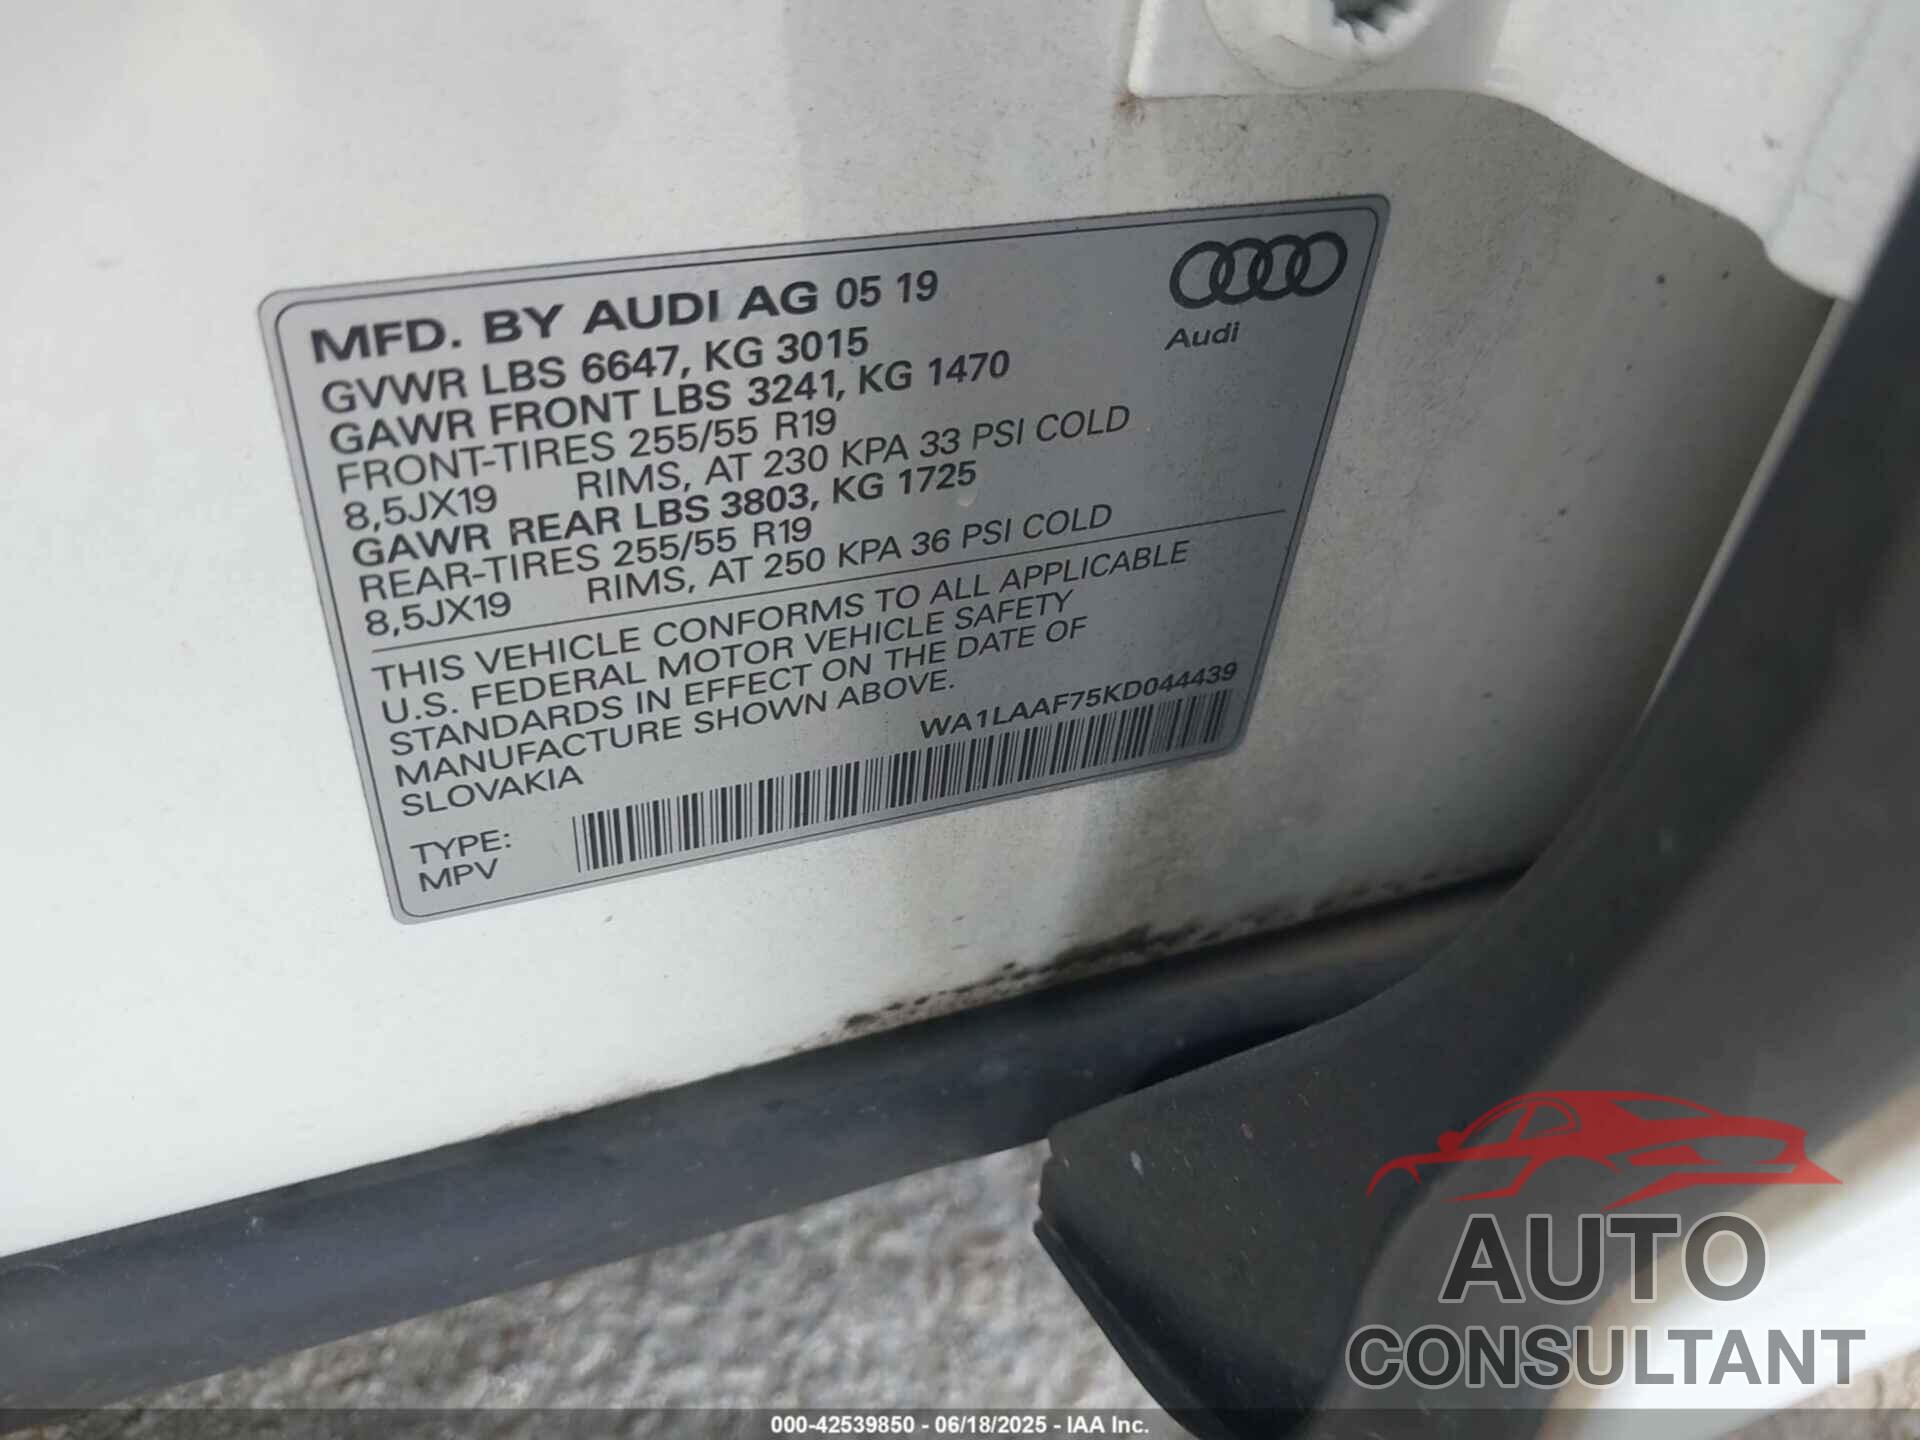 MFD. BY AUDI AG 05 19
Audi
GVWR LBS 6647, KG 3015
GAWR FRONT LBS 3241, KG 1470
FRONT-TIRES 255/55 R19
8,5JX19 RIMS, AT 230 KPA 33 PSI COLD
GAWR REAR LBS 3803, KG 1725
REAR-TIRES 255/55 R19
8,5JX19 RIMS, AT 250 KPA 36 PSI COLD
THIS VEHICLE CONFORMS TO ALL APPLICABLE
U.S. FEDERAL MOTOR VEHICLE SAFETY
STANDARDS IN EFFECT ON THE DATE OF
MANUFACTURE SHOWN ABOVE.
SLOVAKIA
WA1LAAF75KD044439
TYPE:
MPV
AUTO
CONSULTANT
000-42539850 - 06/18/2025 - IAA Inc.